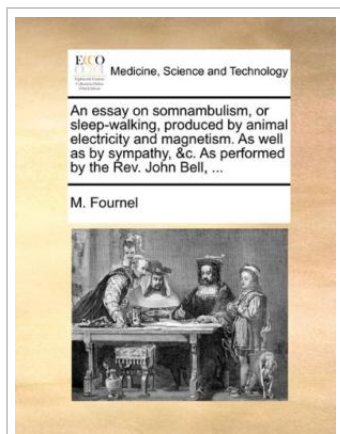 ECCO
Medicine, Science and Technology
An essay on somnambulism, or
sleep-walking, produced by animal
electricity and magnetism. As well
as by sympathy, &c. As performed
by the Rev. John Bell, ...
M. Fournel